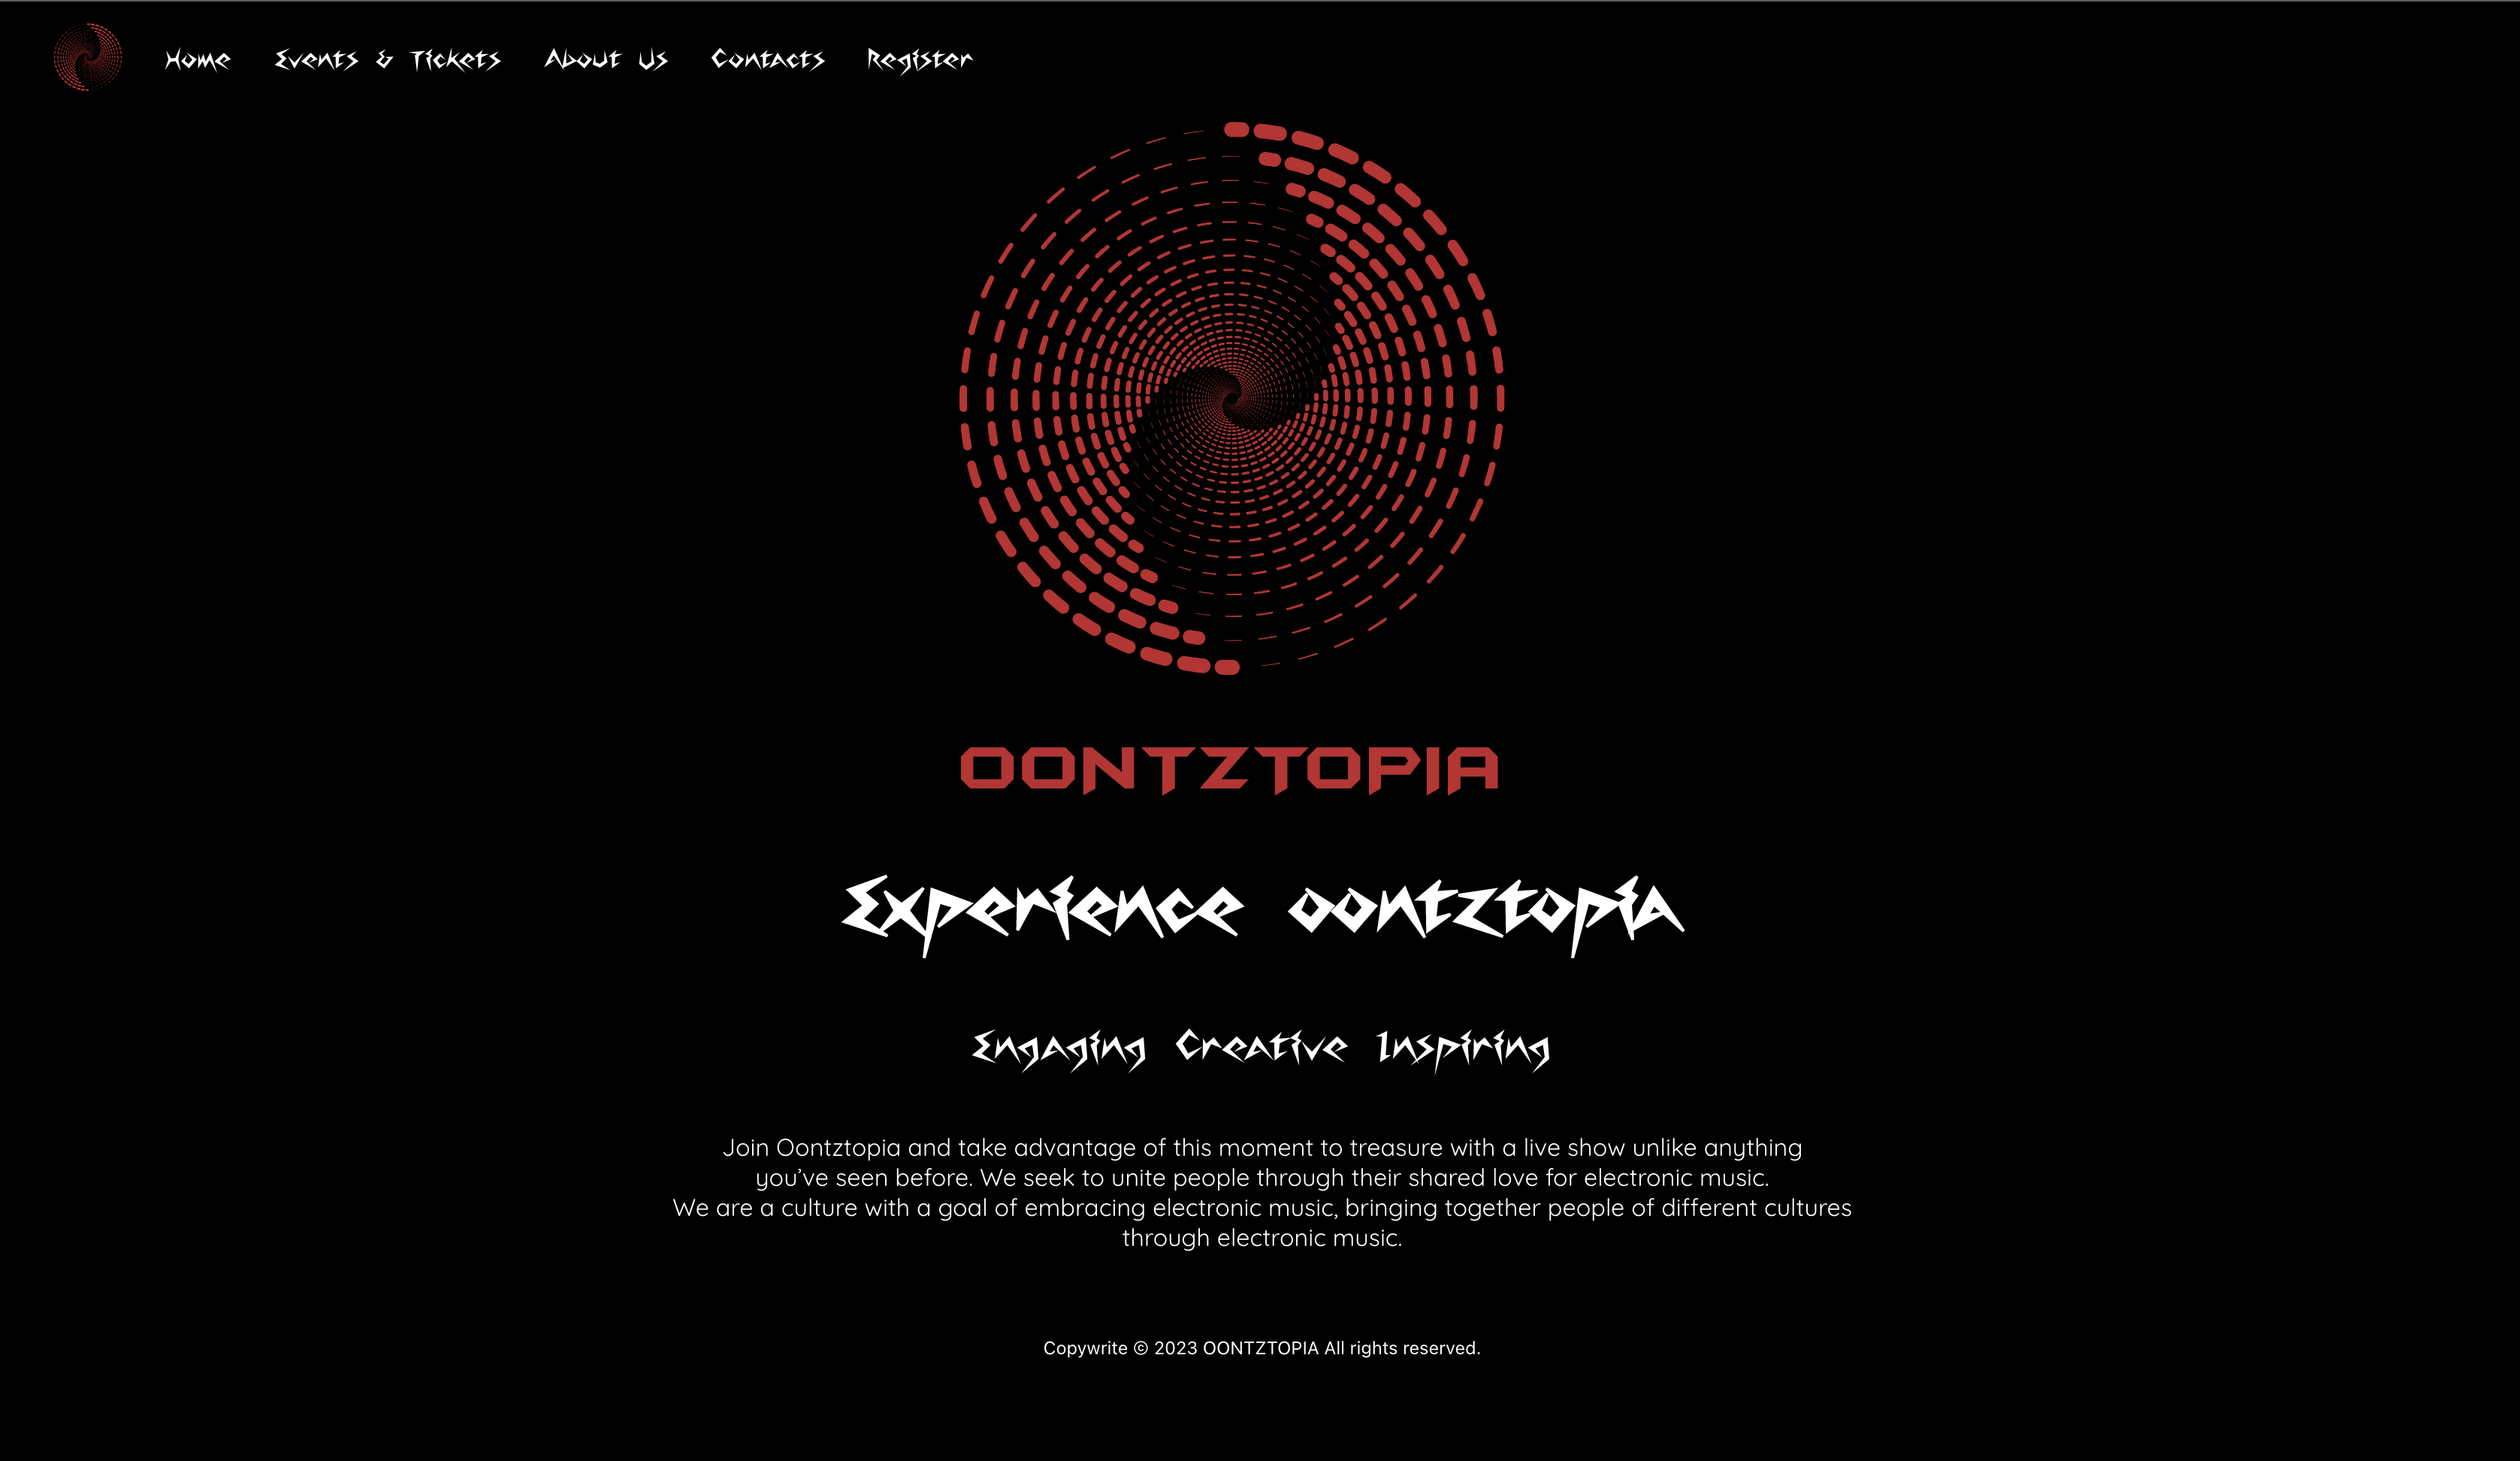 Home Events & Tickets About Us Contacts Register
OONTZTOPIA
Experience oontztopia
Engaging Creative Inspiring
Join Oontztopia and take advantage of this moment to treasure with a live show unlike anything
you’ve seen before. We seek to unite people through their shared love for electronic music.
We are a culture with a goal of embracing electronic music, bringing together people of different cultures
through electronic music.
Copywrite © 2023 OONTZTOPIA All rights reserved.